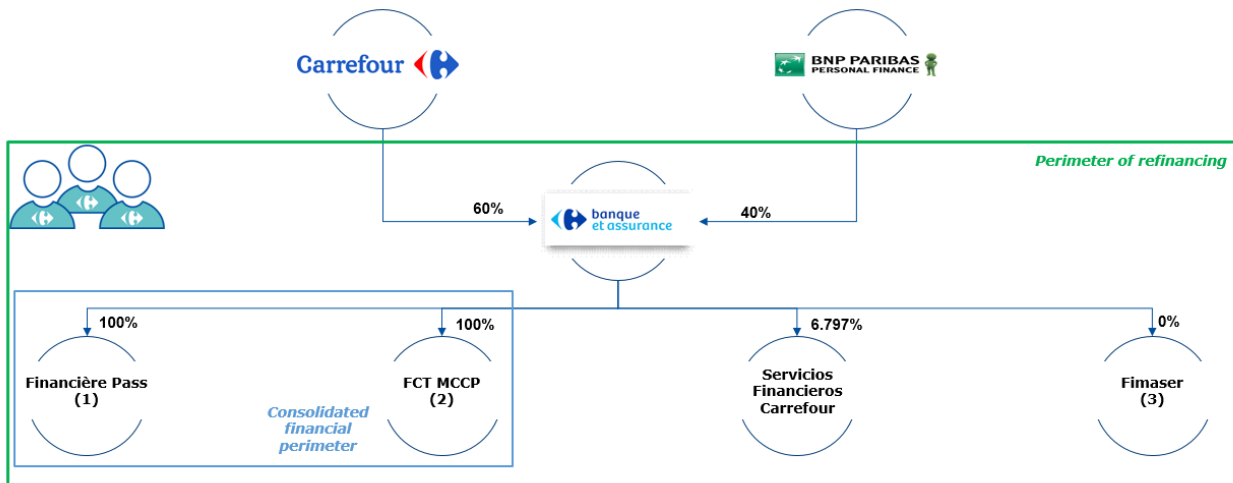 Carrefour
BNP PARIBAS
PERSONAL FINANCE
Perimeter of refinancing
60%
banque
et assurance
40%
100%
100%
6.797%
0%
Financière Pass
(1)
FCT MCCP
(2)
Servicios
Financieros
Carrefour
Fimaser
(3)
Consolidated
financial
perimeter